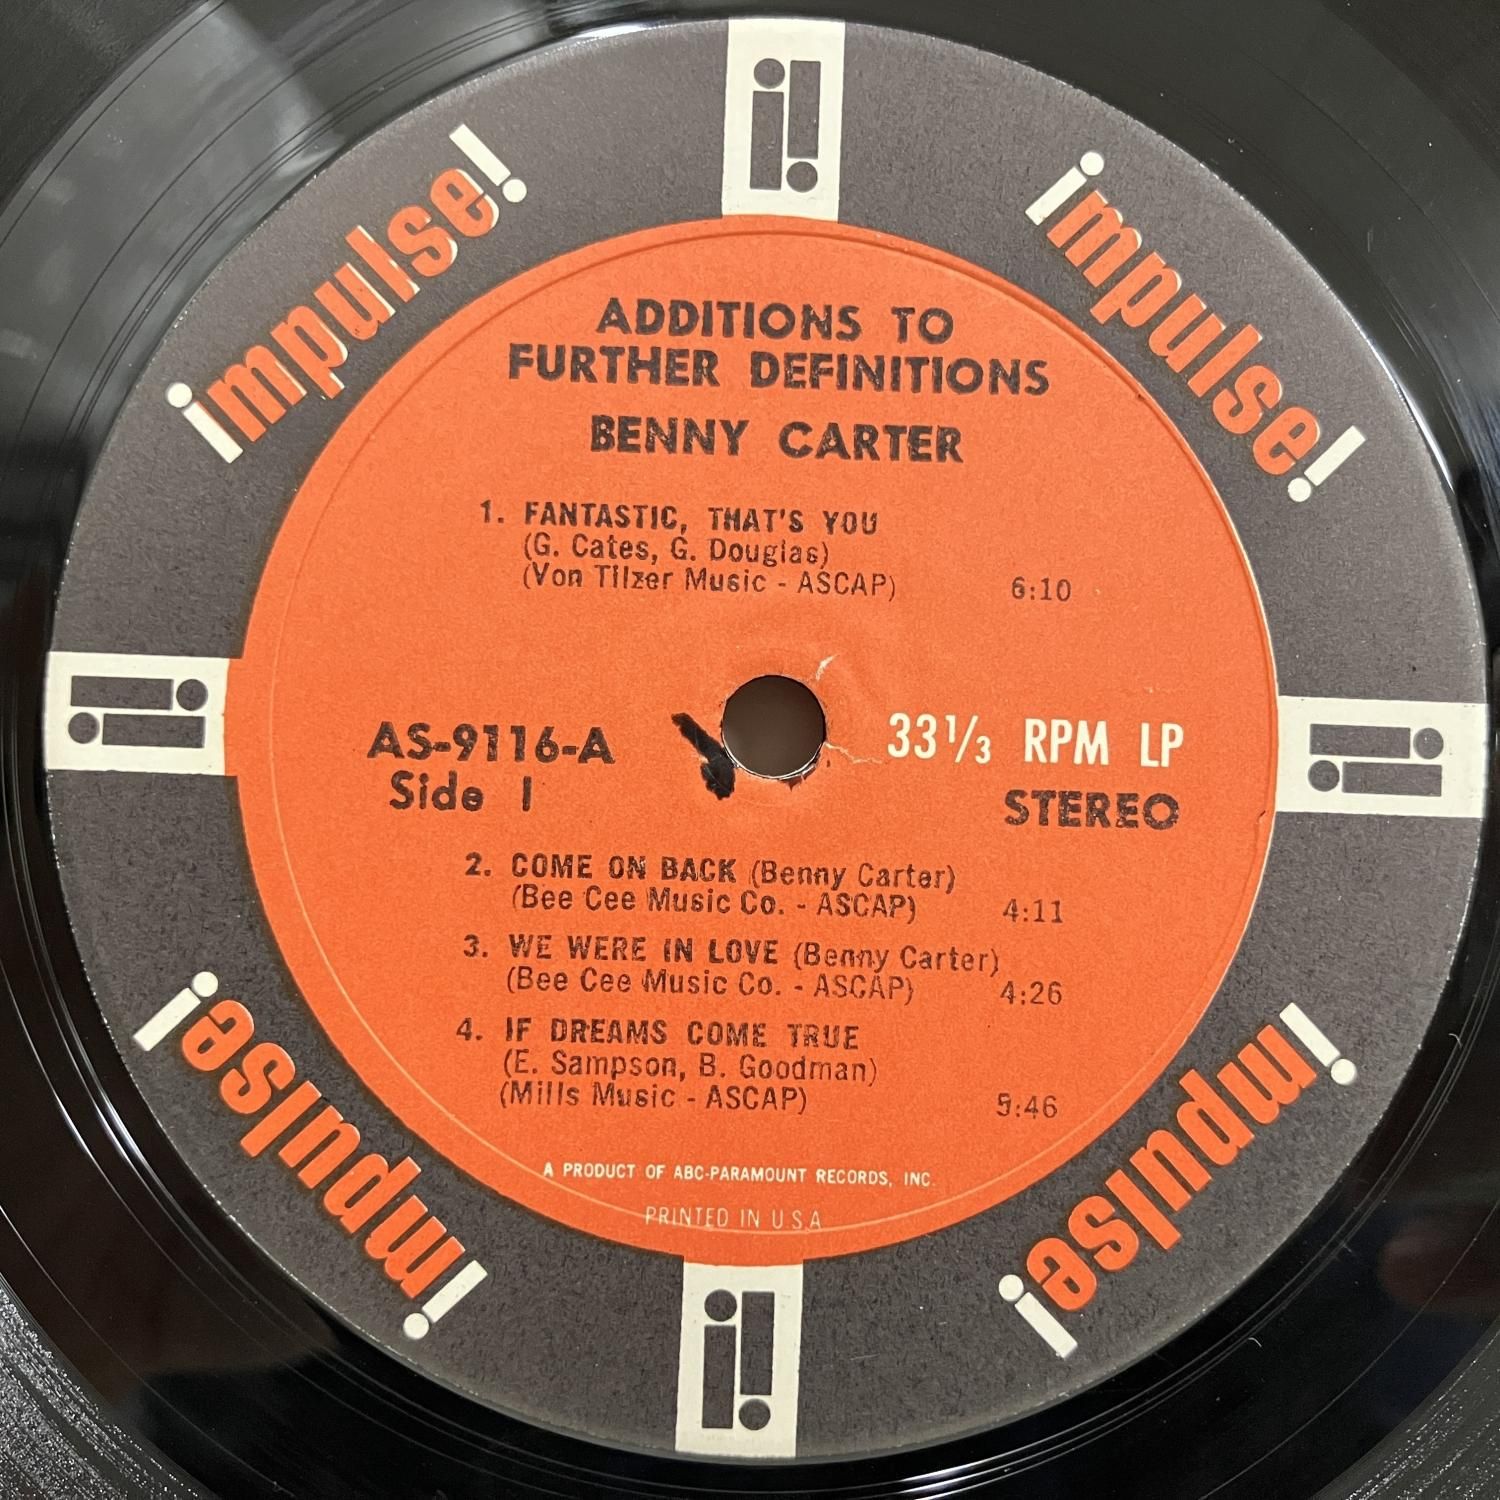 impulse!
impulse!
ADDITIONS TO
FURTHER DEFINITIONS
BENNY CARTER
1. FANTASTIC, THAT'S YOU
(G. Cates, G. Douglas)
(Von Tilzer Music - ASCAP) 6:10
AS-9116-A
Side 1
33 1/3 RPM LP
STEREO
2. COME ON BACK (Benny Carter)
(Bee Cee Music Co. - ASCAP) 4:11
3. WE WERE IN LOVE (Benny Carter)
(Bee Cee Music Co. - ASCAP) 4:26
4. IF DREAMS COME TRUE
(E. Sampson, B. Goodman)
(Mills Music - ASCAP) 5:46
A PRODUCT OF ABC-PARAMOUNT RECORDS, INC.
PRINTED IN U.S.A
impulse!
impulse!